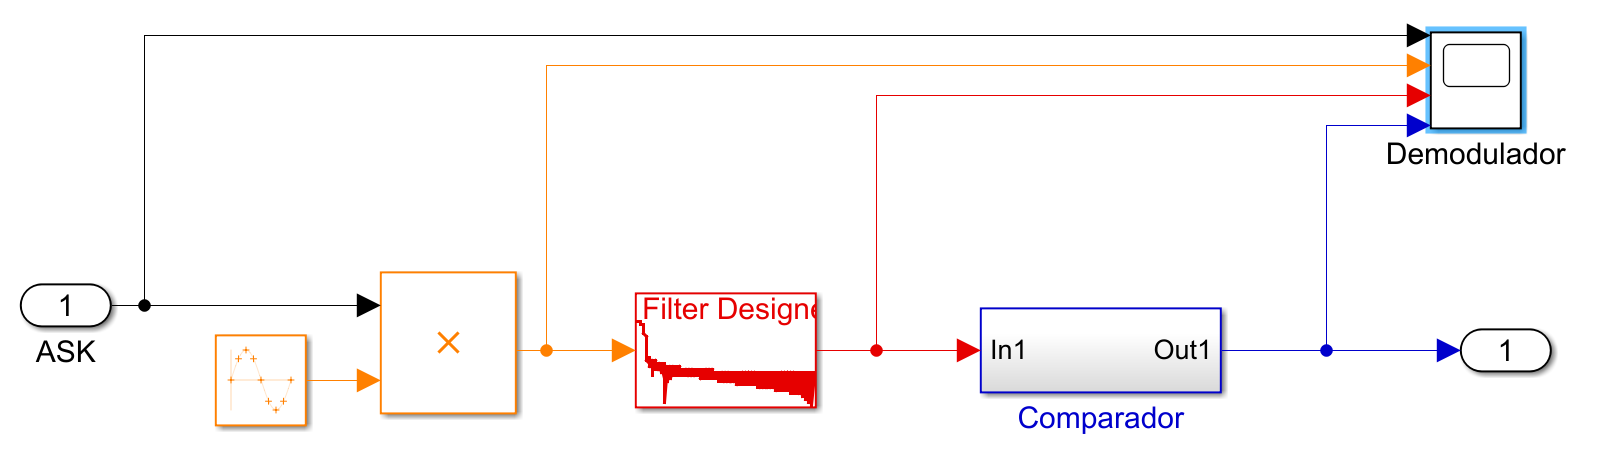 Demodulador
1
ASK
×
Filter Designe
In1
Out1
Comparador
1